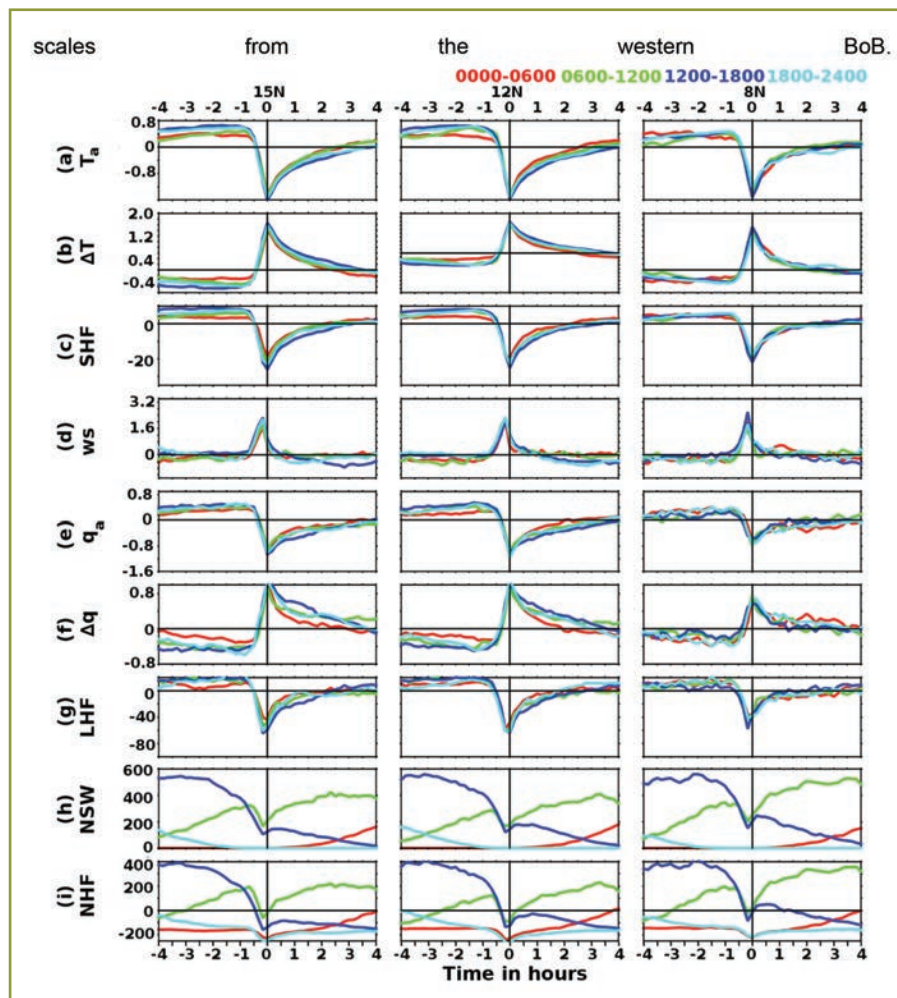 scales from the western BoB.
0000-0600 0600-1200 1200-1800 1800-2400
15N 12N 8N
-4 -3 -2 -1 0 1 2 3 4 -4 -3 -2 -1 0 1 2 3 4 -4 -3 -2 -1 0 1 2 3 4
(a) Ta
0.8
0
-0.8
(b) ΔT
2.0
1.2
0.4
-0.4
(c) SHF
0
-20
(d) ws
3.2
1.6
0
(e) qa
0.8
0
-0.8
-1.6
(f) Δq
0.8
0
-0.8
(g) LHF
0
-40
-80
(h) NSW
600
400
200
0
(i) NHF
400
200
0
-200
-4 -3 -2 -1 0 1 2 3 4 -4 -3 -2 -1 0 1 2 3 4 -4 -3 -2 -1 0 1 2 3 4
Time in hours